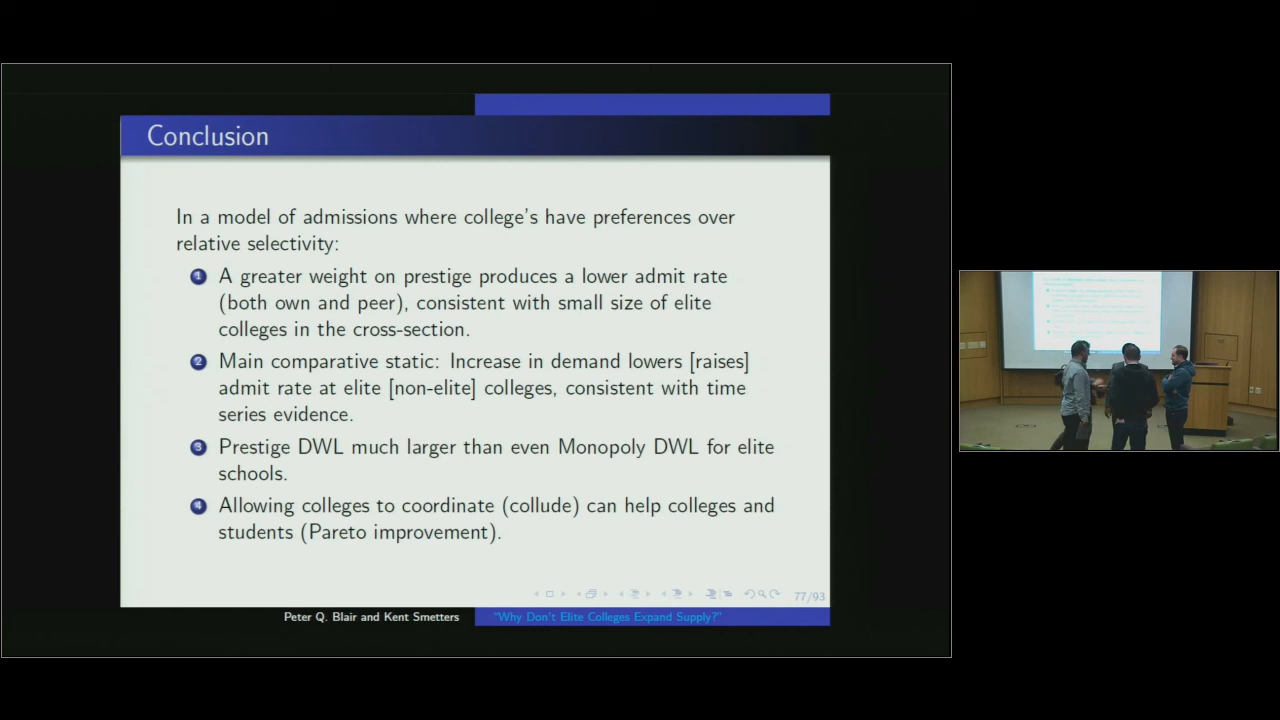 Conclusion
In a model of admissions where college's have preferences over
relative selectivity:
1 A greater weight on prestige produces a lower admit rate
(both own and peer), consistent with small size of elite
colleges in the cross-section.
2 Main comparative static: Increase in demand lowers [raises]
admit rate at elite [non-elite] colleges, consistent with time
series evidence.
3 Prestige DWL much larger than even Monopoly DWL for elite
schools.
4 Allowing colleges to coordinate (collude) can help colleges and
students (Pareto improvement).
77/93
Peter Q. Blair and Kent Smetters "Why Don't Elite Colleges Expand Supply?"